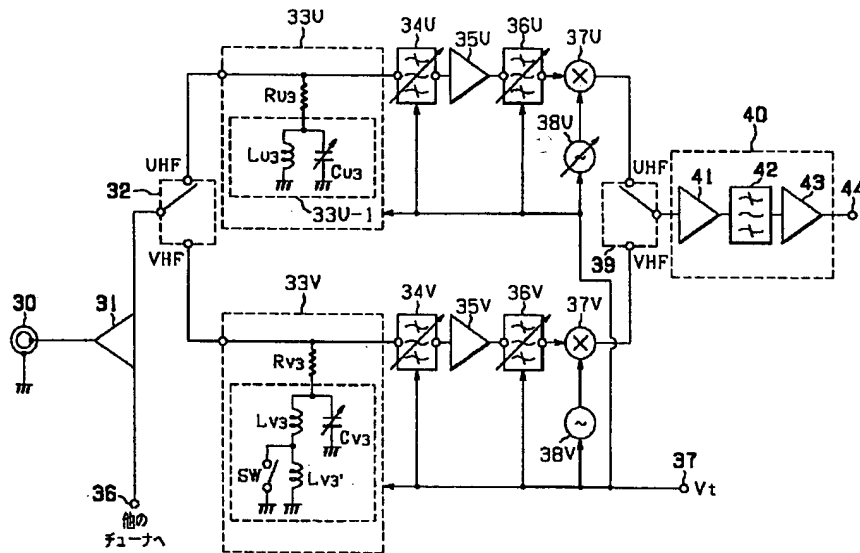 33U
34U
35U
36U
37U
RU3
LU3
CU3
33U-1
38U
40
UHF
32
VHF
UHF
41
42
43
44
VHF
39
30
31
33V
34V
35V
36V
37V
RV3
LV3
CV3
SW
LV3'
38V
37
Vt
36
他の
チューナへ